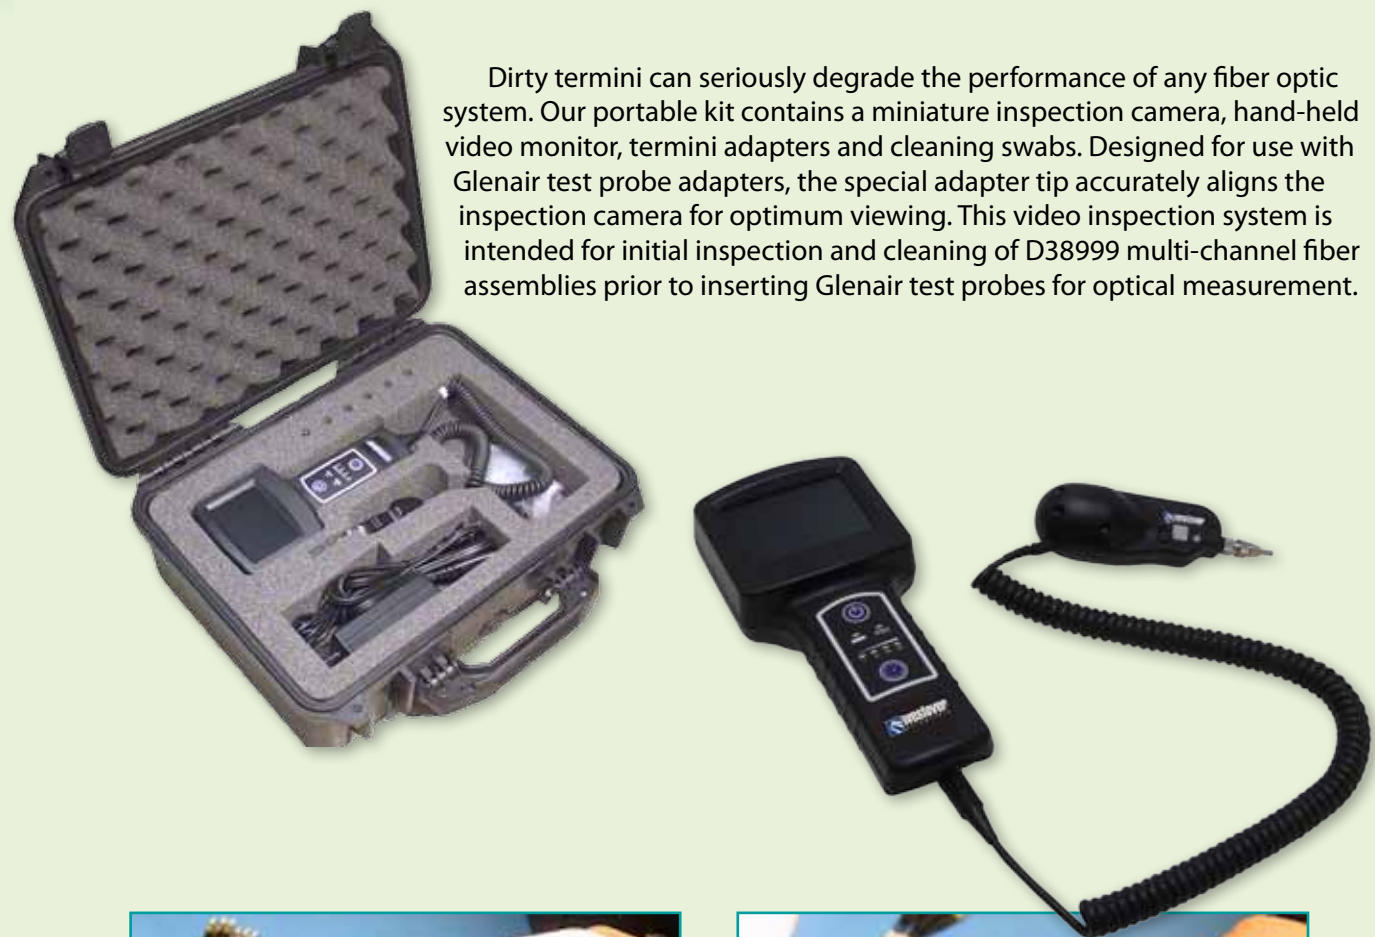 Dirty termini can seriously degrade the performance of any fiber optic
system. Our portable kit contains a miniature inspection camera, hand-held
video monitor, termini adapters and cleaning swabs. Designed for use with
Glenair test probe adapters, the special adapter tip accurately aligns the
inspection camera for optimum viewing. This video inspection system is
intended for initial inspection and cleaning of D38999 multi-channel fiber
assemblies prior to inserting Glenair test probes for optical measurement.
westover